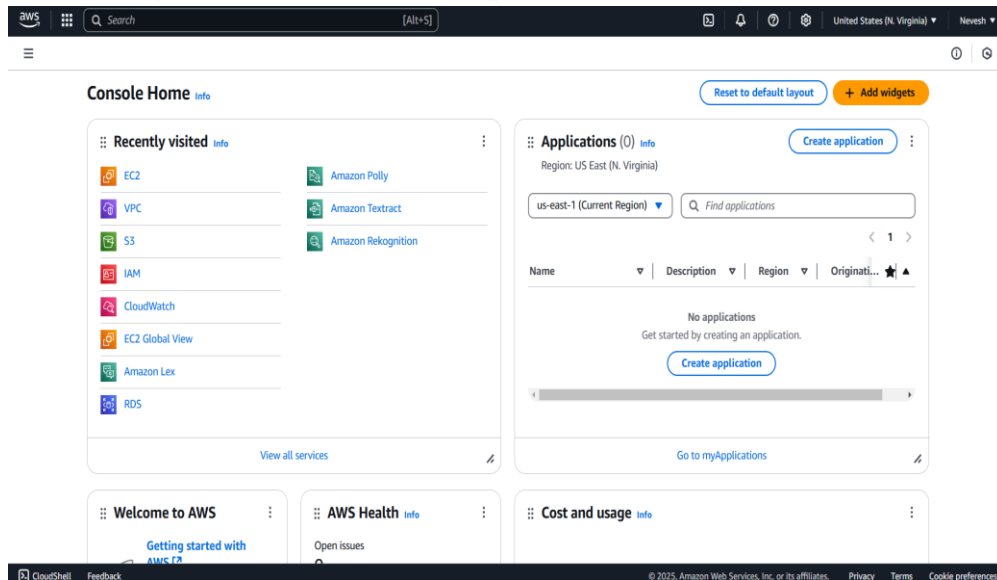 aws
Search [Alt+S]
United States (N. Virginia) Nevesh
Console Home Info
Reset to default layout
+ Add widgets
Recently visited Info
EC2
VPC
S3
IAM
CloudWatch
EC2 Global View
Amazon Lex
RDS
Amazon Polly
Amazon Textract
Amazon Rekognition
View all services
Applications (0) Info
Create application
Region: US East (N. Virginia)
us-east-1 (Current Region)
Find applications
1
Name Description Region Originati...
No applications
Get started by creating an application.
Create application
Go to myApplications
Welcome to AWS
Getting started with
AWS
AWS Health Info
Open issues
Cost and usage Info
CloudShell Feedback
© 2025, Amazon Web Services, Inc. or its affiliates. Privacy Terms Cookie preferences